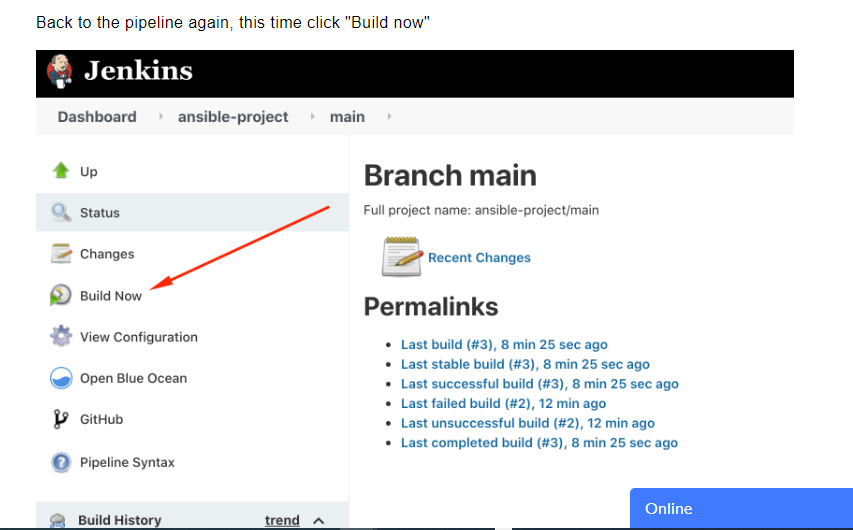 Back to the pipeline again, this time click "Build now"
Jenkins
Dashboard ansible-project main
Up
Status
Changes
Build Now
View Configuration
Open Blue Ocean
GitHub
Pipeline Syntax
Build History trend
Branch main
Full project name: ansible-project/main
Recent Changes
Permalinks
Last build (#3), 8 min 25 sec ago
Last stable build (#3), 8 min 25 sec ago
Last successful build (#3), 8 min 25 sec ago
Last failed build (#2), 12 min ago
Last unsuccessful build (#2), 12 min ago
Last completed build (#3), 8 min 25 sec ago
Online